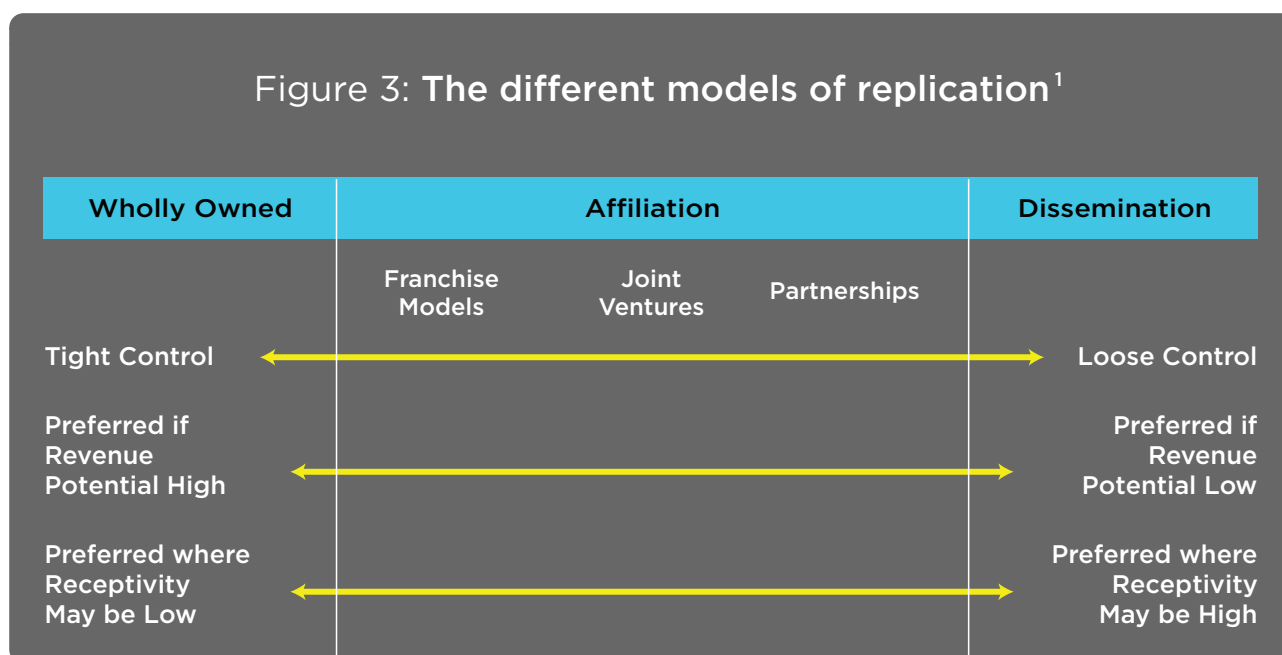 Figure 3: The different models of replication¹
Wholly Owned
Affiliation
Dissemination
Franchise
Models
Joint
Ventures
Partnerships
Tight Control
Loose Control
Preferred if
Revenue
Potential High
Preferred if
Revenue
Potential Low
Preferred where
Receptivity
May be Low
Preferred where
Receptivity
May be High